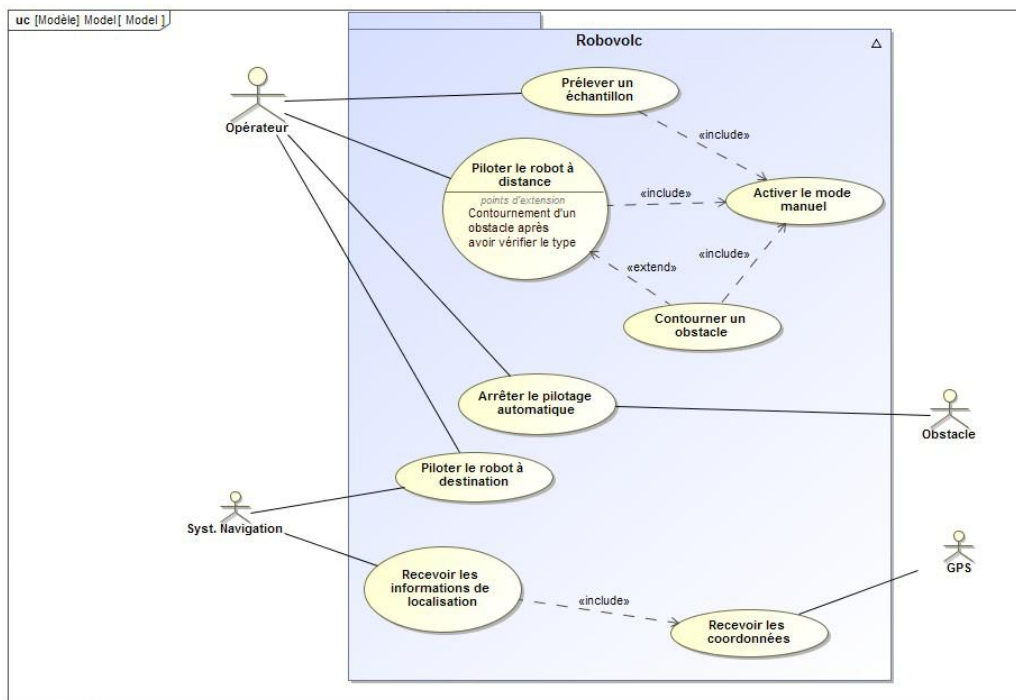 uc [Modèle] Model [ Model ]
Robovolc
Prélever un
échantillon
Opérateur
«include»
Piloter le robot à
distance
points d'extension
Contournement d'un
obstacle après
avoir vérifier le type
«include»
Activer le mode
manuel
«include»
«extend»
Contourner un
obstacle
Arrêter le pilotage
automatique
Obstacle
Piloter le robot à
destination
Syst. Navigation
GPS
Recevoir les
informations de
localisation
«include»
Recevoir les
coordonnées